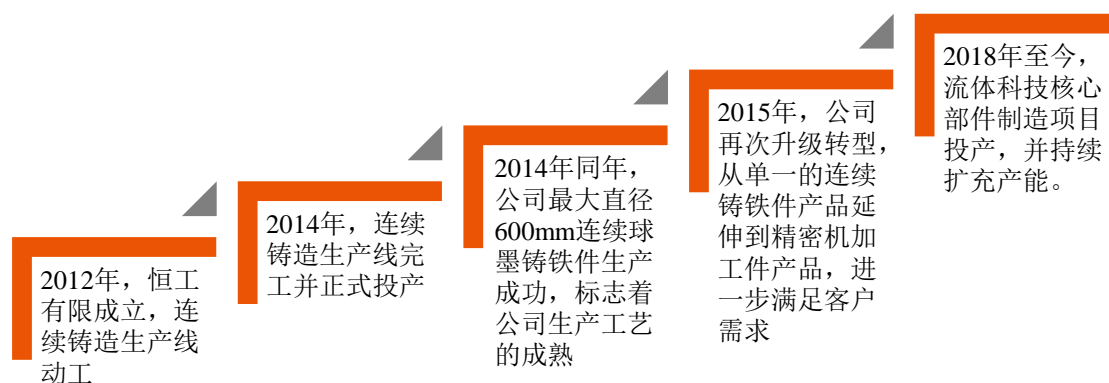 2012年，恒工
有限成立，连
续铸造生产线
动工
2014年，连续
铸造生产线完
工并正式投产
2014年同年，
公司最大直径
600mm连续球
墨铸铁件生产
成功，标志着
公司生产工艺
的成熟
2015年，公司
再次升级转型，
从单一的连续
铸铁件产品延
伸到精密机加
工件产品，进
一步满足客户
需求
2018年至今，
流体科技核心
部件制造项目
投产，并持续
扩充产能。